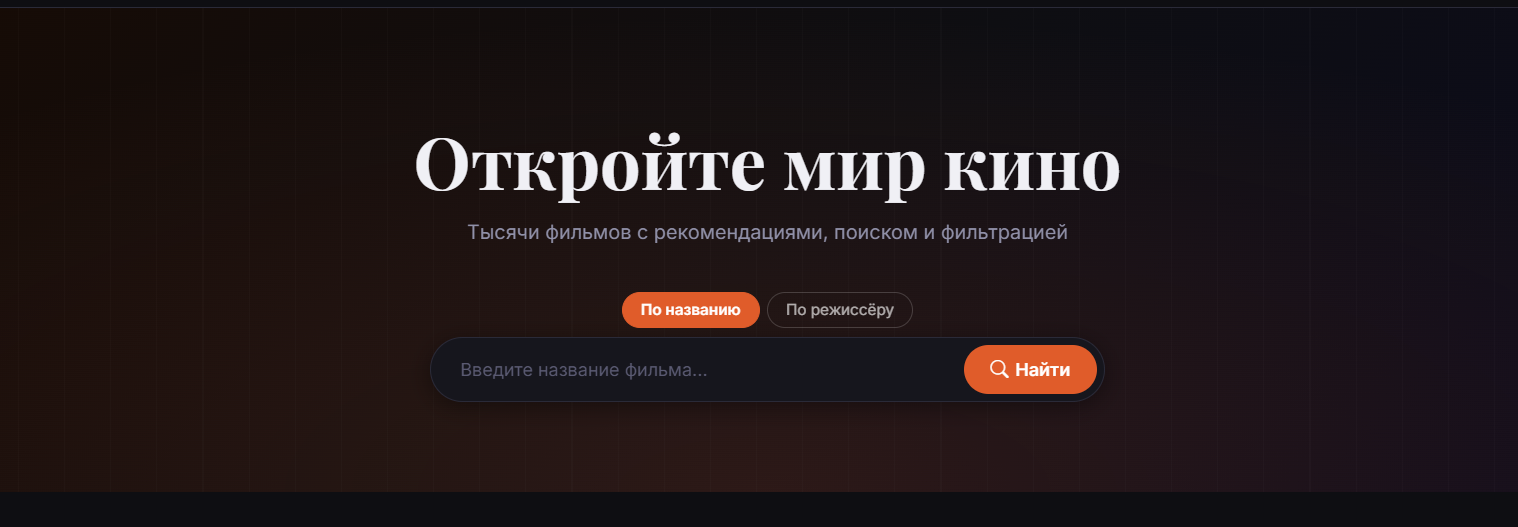 Откройте мир кино
Тысячи фильмов с рекомендациями, поиском и фильтрацией
По названию По режиссёру
Введите название фильма... Найти